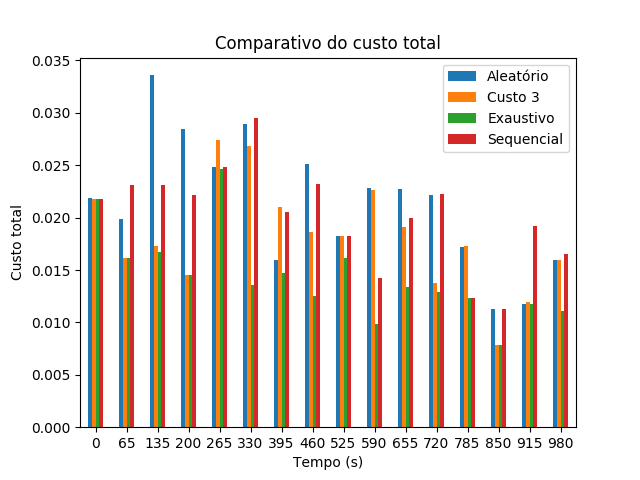 Comparativo do custo total
Aleatório
Custo 3
Exaustivo
Sequencial
Custo total
0.035
0.030
0.025
0.020
0.015
0.010
0.005
0.000
0 65 135 200 265 330 395 460 525 590 655 720 785 850 915 980
Tempo (s)